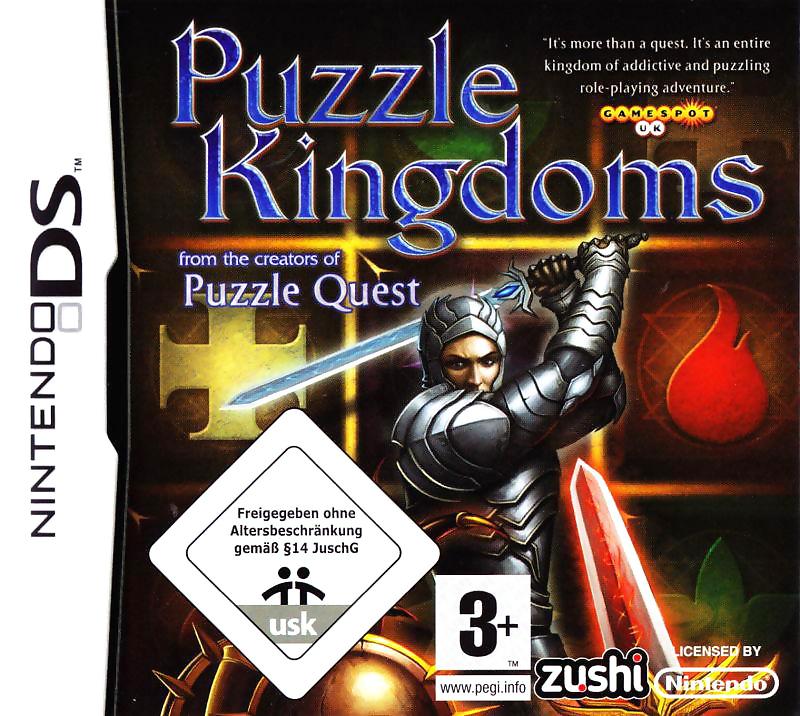 NINTENDO DS™
Puzzle
Kingdoms
"It's more than a quest. It's an entire
kingdom of addictive and puzzling
role-playing adventure."
GAMESPOT
UK
from the creators of
Puzzle Quest
Freigegeben ohne
Altersbeschränkung
gemäß §14 JuschG
usk
3+
™
www.pegi.info
zushi
LICENSED BY
Nintendo